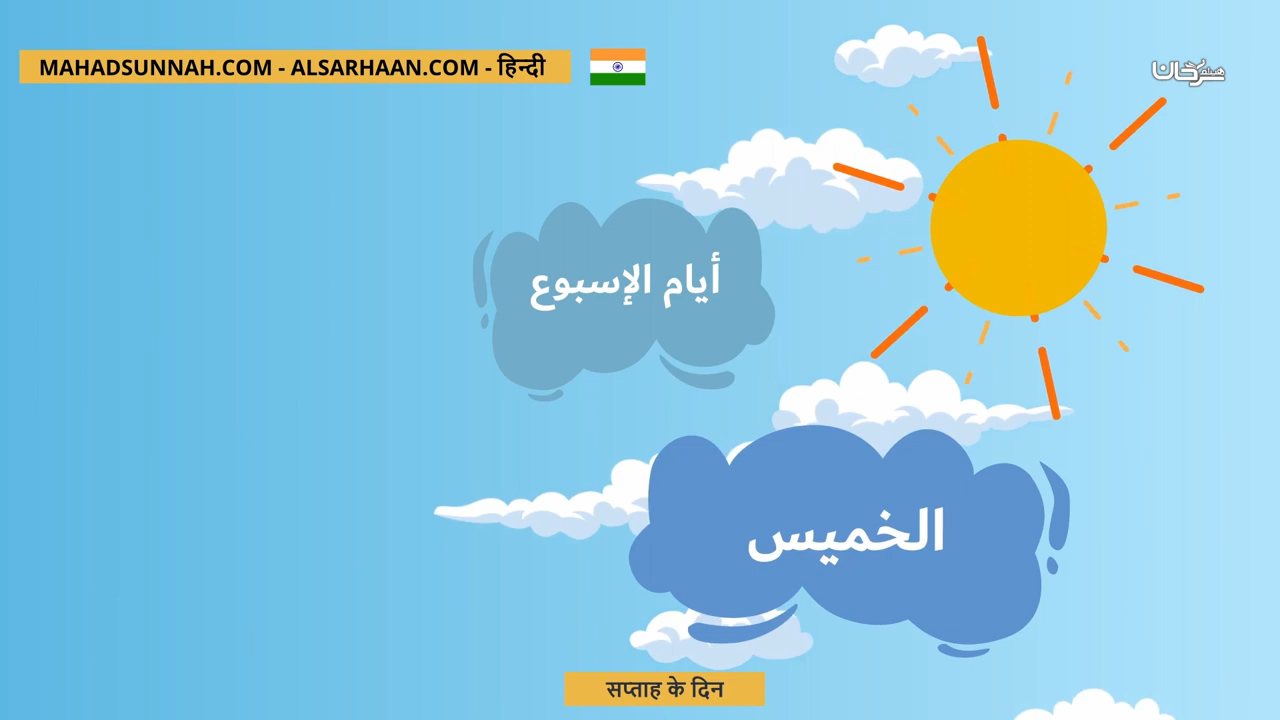 MAHADSUNNAH.COM - ALSARHAAN.COM - हिन्दी
أيام الإسبوع
الخميس
सप्ताह के दिन